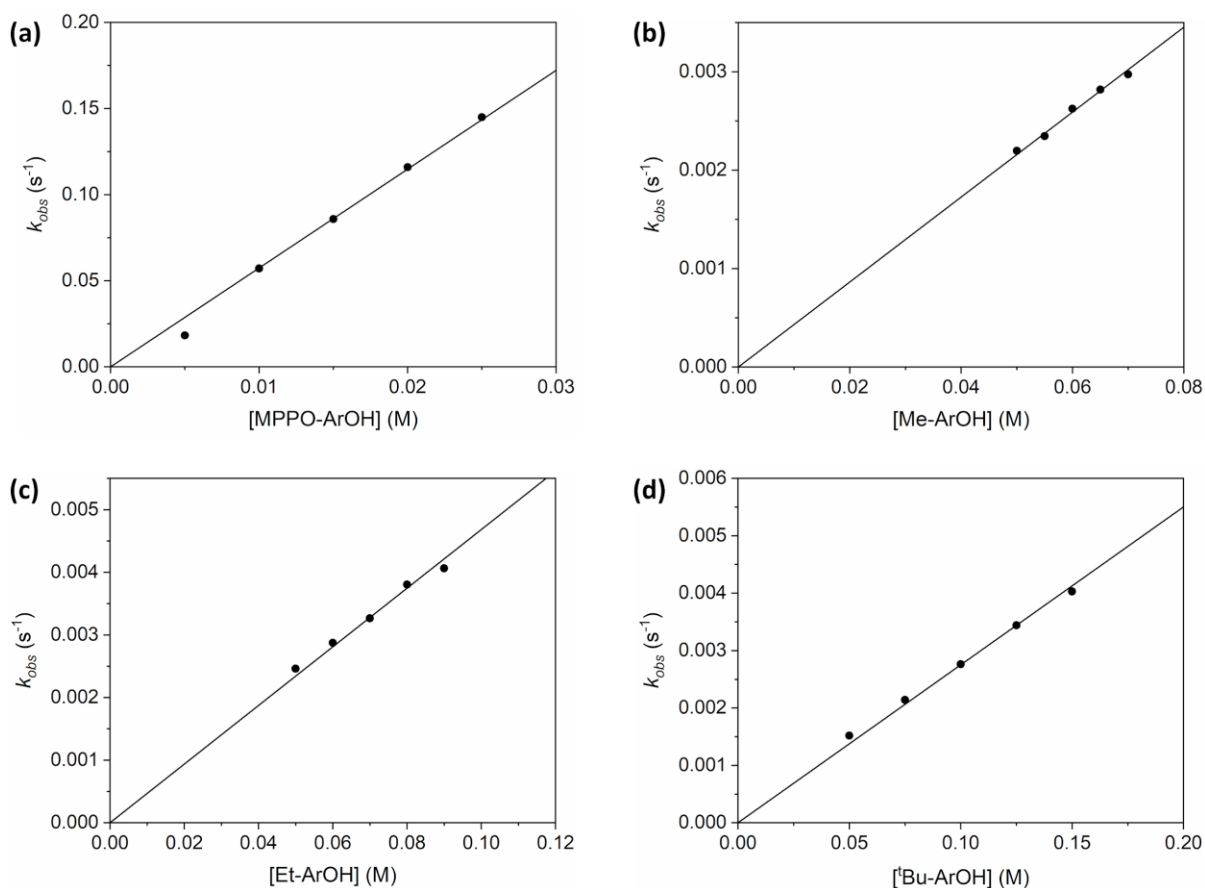 (a)
0.20
0.15
0.10
0.05
0.00
k_obs (s⁻¹)
0.00 0.01 0.02 0.03
[MPPO-ArOH] (M)
(b)
0.003
0.002
0.001
0.000
k_obs (s⁻¹)
0.00 0.02 0.04 0.06 0.08
[Me-ArOH] (M)
(c)
0.005
0.004
0.003
0.002
0.001
0.000
k_obs (s⁻¹)
0.00 0.02 0.04 0.06 0.08 0.10 0.12
[Et-ArOH] (M)
(d)
0.006
0.005
0.004
0.003
0.002
0.001
0.000
k_obs (s⁻¹)
0.00 0.05 0.10 0.15 0.20
[ᵗBu-ArOH] (M)